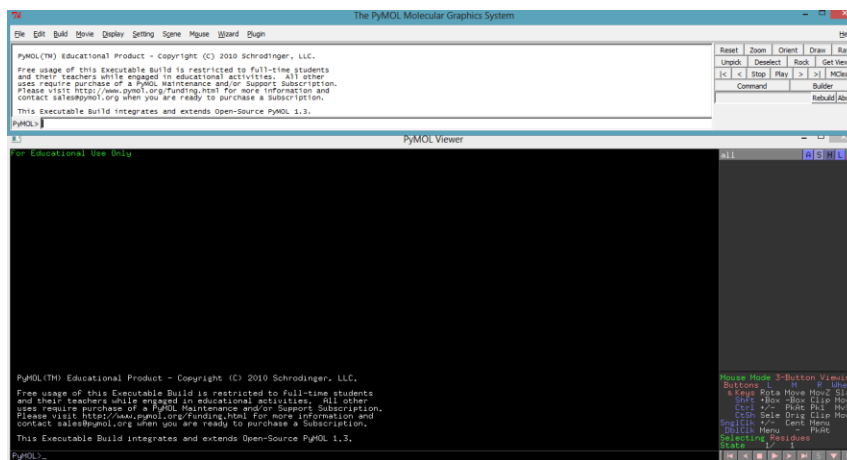 The PyMOL Molecular Graphics System
File Edit Build Movie Display Setting Scene Mouse Wizard Plugin
PyMOL(TM) Educational Product - Copyright (C) 2010 Schrodinger, LLC.
Free usage of this Executable Build is restricted to full-time students
and their teachers while engaged in educational activities. All other
uses require purchase of a PyMOL Maintenance and/or Support Subscription.
Please visit http://www.pymol.org/funding.html for more information and
contact sales@pymol.org when you are ready to purchase a Subscription.
This Executable Build integrates and extends Open-Source PyMOL 1.3.
PyMOL>
Reset Zoom Orient Draw
Unpick Deselect Rock Get View
|< < Stop Play > >| MClea
Command Builder
Rebuild
PyMOL Viewer
For Educational Use Only
all A S H L
PyMOL(TM) Educational Product - Copyright (C) 2010 Schrodinger, LLC.
Free usage of this Executable Build is restricted to full-time students
and their teachers while engaged in educational activities. All other
uses require purchase of a PyMOL Maintenance and/or Support Subscription.
Please visit http://www.pymol.org/funding.html for more information and
contact sales@pymol.org when you are ready to purchase a Subscription.
This Executable Build integrates and extends Open-Source PyMOL 1.3.
PyMOL>_
Mouse Mode 3-Button Viewi
Buttons L M R Whe
& Keys Rota Move MovZ Sl
Shft +Box -Box Clip Mov
Ctrl +/- PkAt Pk1
CtSh Sele Orig Clip Mov
SnglClk +/- Cent Menu
DblClk Menu - PkAt
Selecting Residues
State 1/ 1